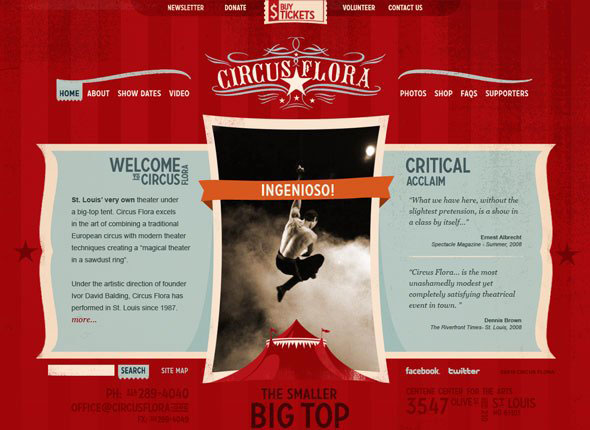 NEWSLETTER
DONATE
$ BUY TICKETS
VOLUNTEER
CONTACT US
CIRCUS FLORA
HOME
ABOUT
SHOW DATES
VIDEO
PHOTOS
SHOP
FAQS
SUPPORTERS
WELCOME
TO CIRCUS FLORA
St. Louis' very own theater under
a big-top tent. Circus Flora excels
in the art of combining a traditional
European circus with modern theater
techniques creating a "magical theater
in a sawdust ring".
Under the artistic direction of founder
Ivor David Balding, Circus Flora has
performed in St. Louis since 1987.
more...
INGENIOSO!
CRITICAL
ACCLAIM
"What we have here, without the
slightest pretension, is a show in
a class by itself..."
Ernest Albrecht
Spectacle Magazine - Summer, 2008
"Circus Flora... is the most
unashamedly modest yet
completely satisfying theatrical
event in town. "
Dennis Brown
The Riverfront Times- St. Louis, 2008
SEARCH
SITE MAP
facebook
twitter
CIRCUS FLORA
PH: 314 289-4040
OFFICE@CIRCUSFLORA
289-4040
THE SMALLER
BIG TOP
CENTENE CENTER FOR THE ARTS
3547 OLIVE
ST LOUIS
MO 63103